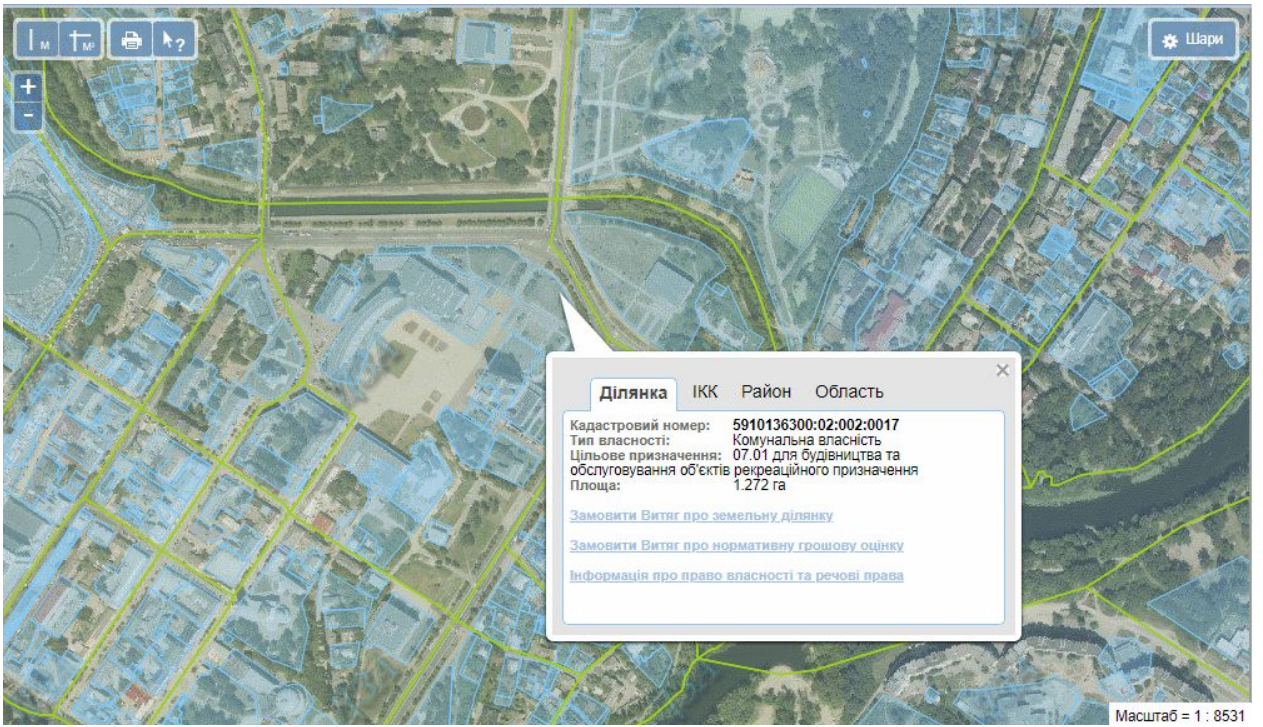 М
М²
?
Шари
+
-
×
Ділянка
ІКК
Район
Область
Кадастровий номер: 5910136300:02:002:0017
Тип власності: Комунальна власність
Цільове призначення: 07.01 для будівництва та
обслуговування об'єктів рекреаційного призначення
Площа: 1.272 га
Замовити Витяг про земельну ділянку
Замовити Витяг про нормативну грошову оцінку
Інформація про право власності та речові права
Масштаб = 1 : 8531